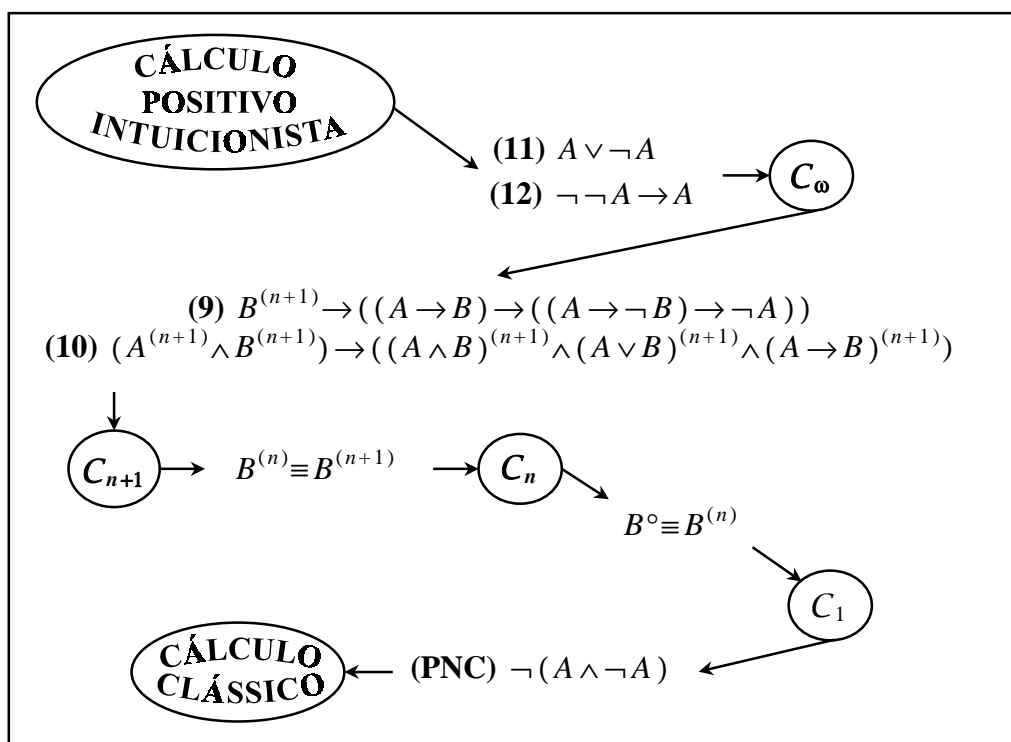 CÁLCULO
POSITIVO
INTUICIONISTA
(11) A ∨ ¬ A
(12) ¬ ¬ A → A
C_ω
(9) B^(n+1) → ((A → B) → ((A → ¬ B) → ¬ A))
(10) (A^(n+1) ∧ B^(n+1)) → ((A ∧ B)^(n+1) ∧ (A ∨ B)^(n+1) ∧ (A → B)^(n+1))
C_n+1
B^(n) ≡ B^(n+1)
C_n
B° ≡ B^(n)
C_1
(PNC) ¬ (A ∧ ¬ A)
CÁLCULO
CLÁSSICO